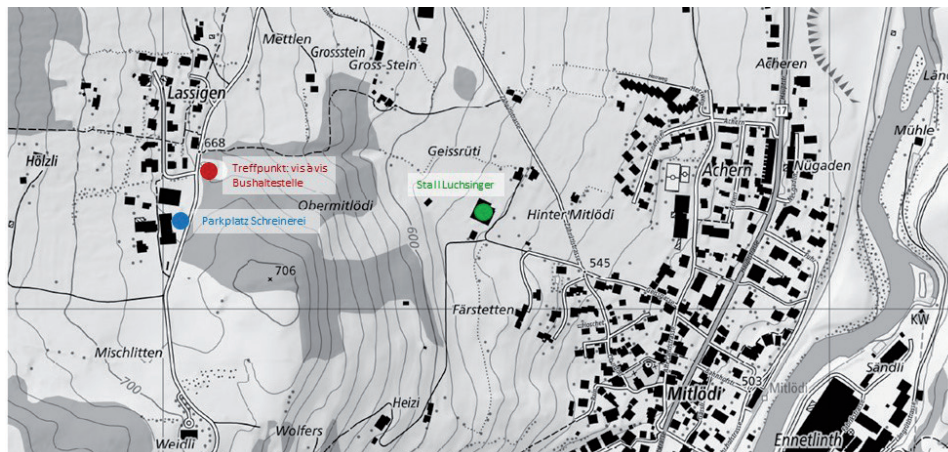 Mettlen
Grossstein
Gross-Stein
Acheren
Lassigen
17
Läng
Mühle
668
Hölzli
Treffpunkt: vis à vis
Bushaltestelle
Geissrüti
Achern
Nügaden
Stall Luchsinger
Obermitlödi
Hinter Mitlödi
Parkplatz Schreinerei
600
706
545
Färstetten
KW
Mischlitten
Sändli
700
503
Mitlödi
Mitlödi
Heizi
Wolfers
Weidli
Ennetlinth